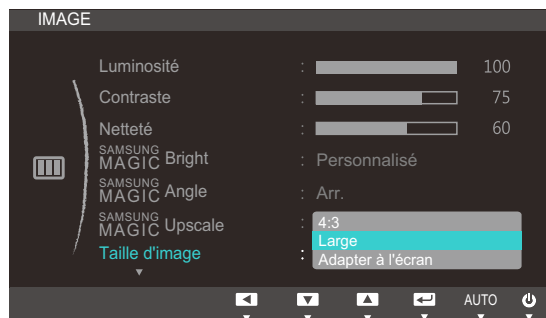 IMAGE
Luminosité : 100
Contraste : 75
Netteté : 60
SAMSUNG MAGIC Bright : Personnalisé
SAMSUNG MAGIC Angle : Arr.
SAMSUNG MAGIC Upscale :
4:3
Large
Taille d'image :
Adapter à l'écran
AUTO